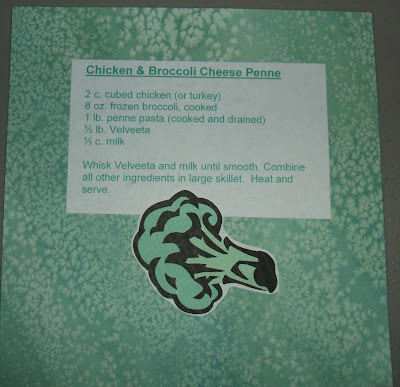 Chicken & Broccoli Cheese Penne
2 c. cubed chicken (or turkey)
8 oz. frozen broccoli, cooked
1 lb. penne pasta (cooked and drained)
½ lb. Velveeta
½ c. milk
Whisk Velveeta and milk until smooth. Combine
all other ingredients in large skillet. Heat and
serve.